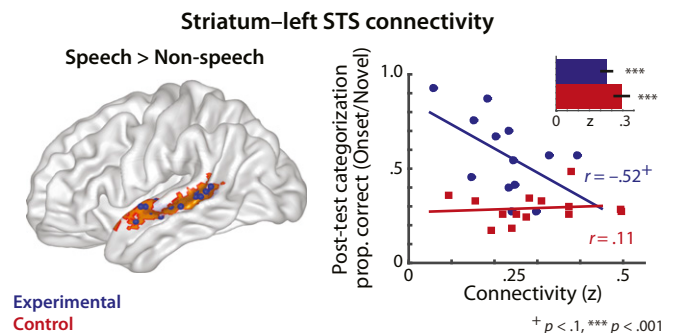 Striatum–left STS connectivity
Speech > Non-speech
Experimental
Control
Post-test categorization
prop. correct (Onset/Novel)
1.0
.5
0
0
.25
.5
Connectivity (z)
r = –.52+
r = .11
***
***
0
z
.3
+ p < .1, *** p < .001